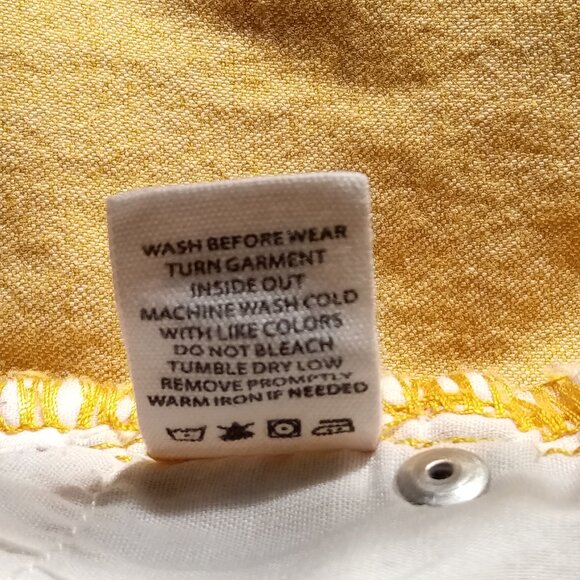 WASH BEFORE WEAR
TURN GARMENT
INSIDE OUT
MACHINE WASH COLD
WITH LIKE COLORS
DO NOT BLEACH
TUMBLE DRY LOW
REMOVE PROMPTLY
WARM IRON IF NEEDED